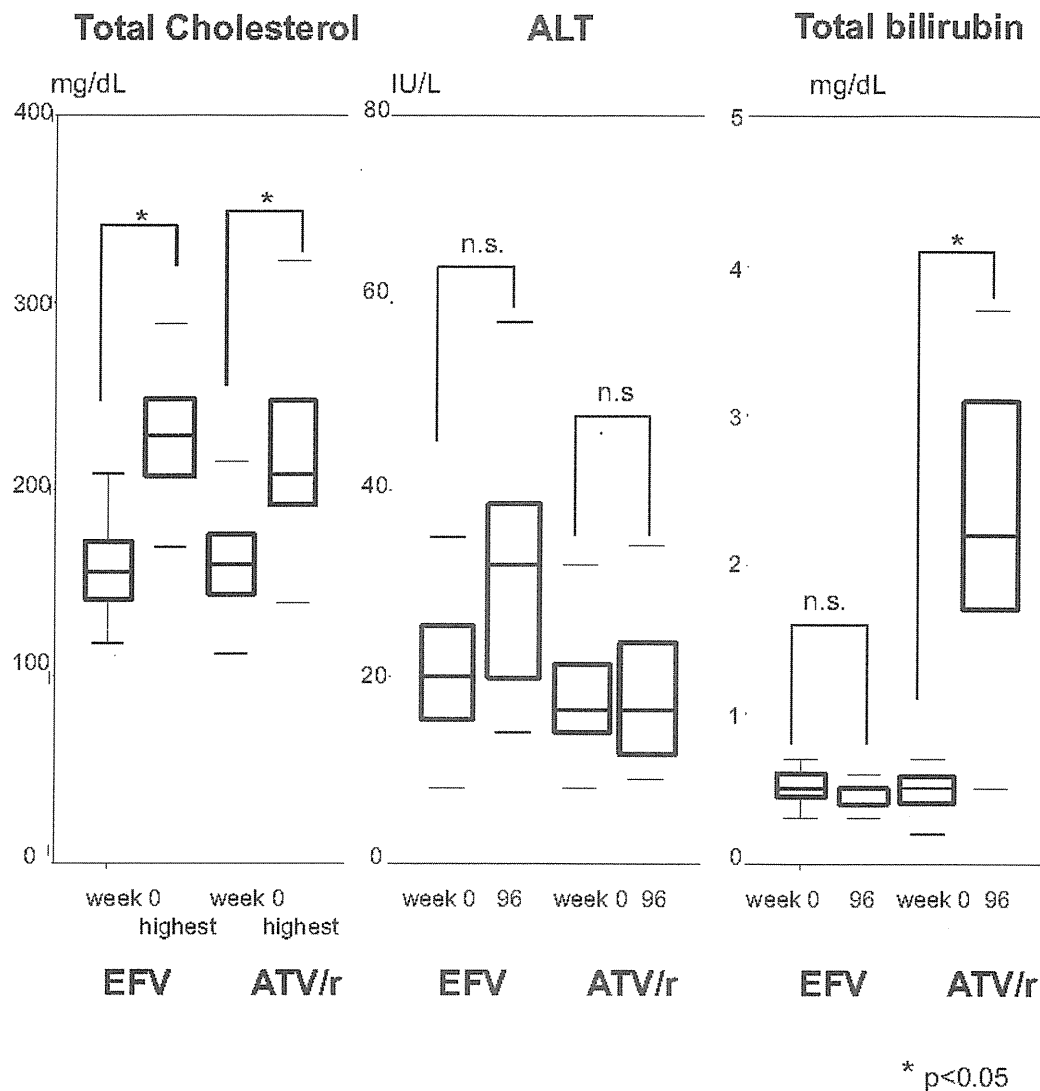 Total Cholesterol
mg/dL
400
300
200
100
0
*
*
week 0
highest
week 0
highest
EFV
ATV/r
ALT
IU/L
80
60
40
20
0
n.s.
n.s
week 0
96
week 0
96
EFV
ATV/r
Total bilirubin
mg/dL
5
4
3
2
1
0
n.s.
*
week 0
96
week 0
96
EFV
ATV/r
* p<0.05